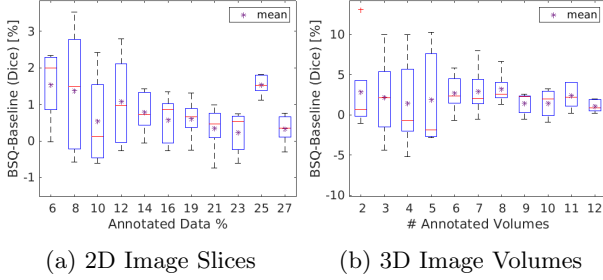 mean
mean
BSQ-Baseline (Dice) [%]
3
2
1
0
-1
6 8 10 12 14 16 19 21 23 25 27
Annotated Data %
BSQ-Baseline (Dice) [%]
10
5
0
-5
-10
2 3 4 5 6 7 8 9 10 11 12
# Annotated Volumes
(a) 2D Image Slices
(b) 3D Image Volumes